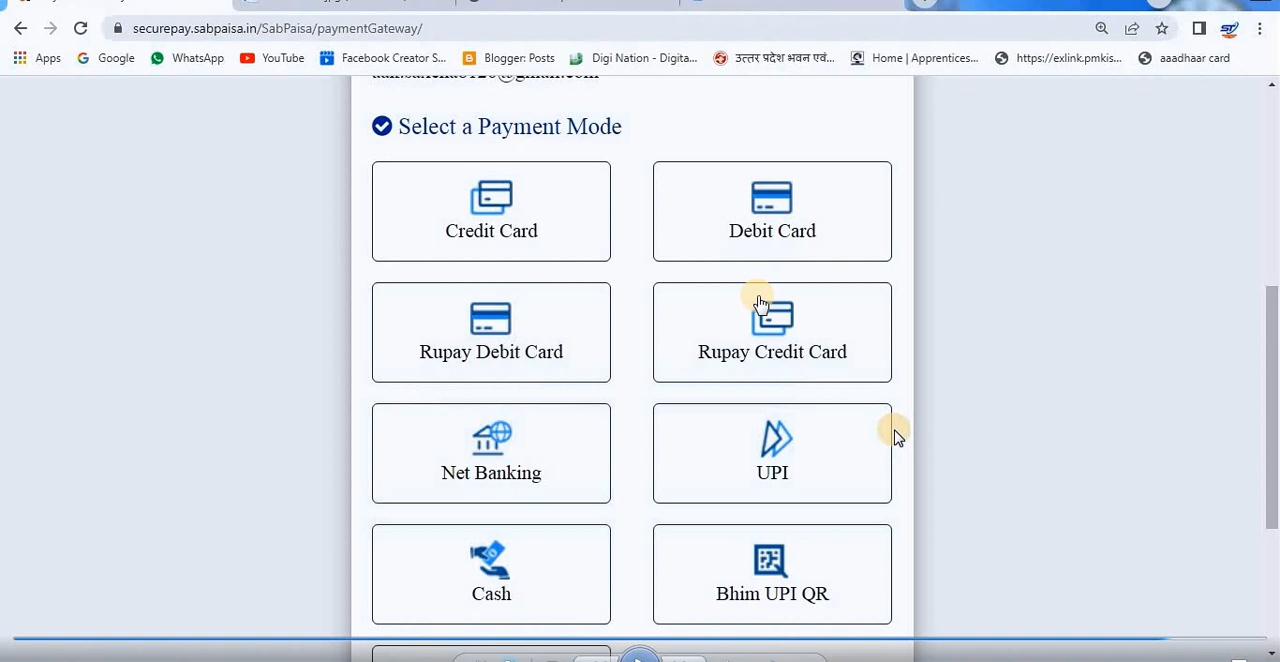 securepay.sabpaisa.in/SabPaisa/paymentGateway/
Apps Google WhatsApp YouTube Facebook Creator S... Blogger: Posts Digi Nation - Digita... उत्तर प्रदेश भवन एवं... Home | Apprentices... https://exlink.pmkis... aaadhaar card
Select a Payment Mode
Credit Card
Debit Card
Rupay Debit Card
Rupay Credit Card
Net Banking
UPI
Cash
Bhim UPI QR